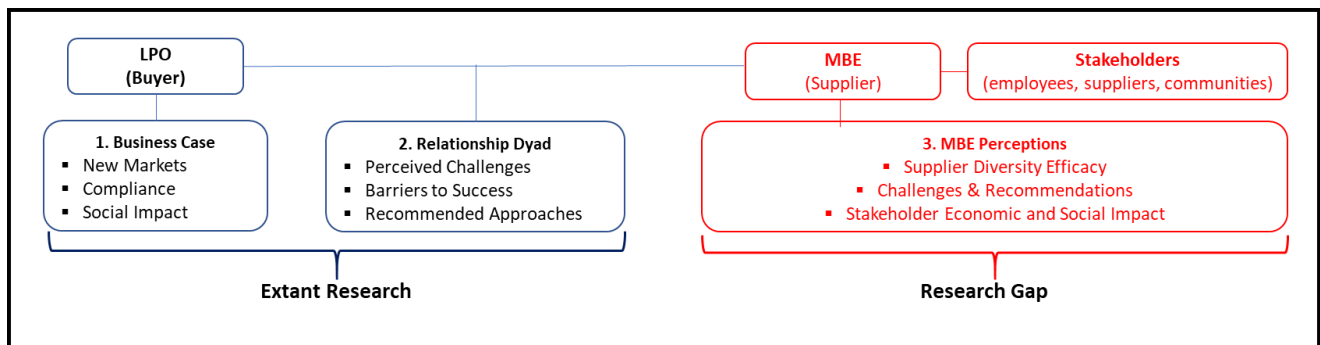 LPO
(Buyer)
MBE
(Supplier)
Stakeholders
(employees, suppliers, communities)
1. Business Case
▪ New Markets
▪ Compliance
▪ Social Impact
2. Relationship Dyad
▪ Perceived Challenges
▪ Barriers to Success
▪ Recommended Approaches
3. MBE Perceptions
▪ Supplier Diversity Efficacy
▪ Challenges & Recommendations
▪ Stakeholder Economic and Social Impact
Extant Research
Research Gap